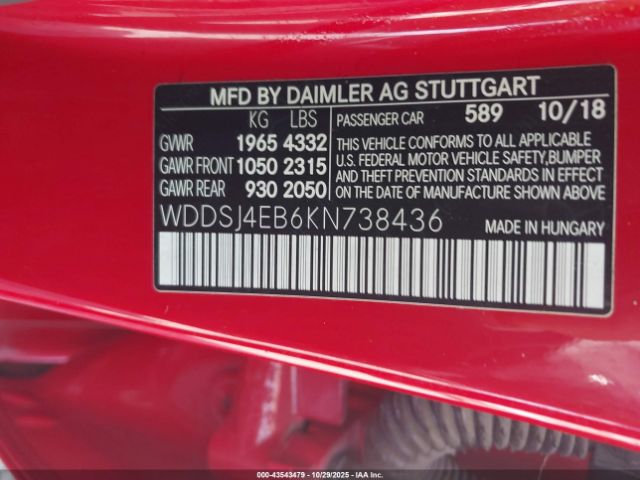 MFD BY DAIMLER AG STUTTGART
KG LBS
GVWR 1965 4332
GAWR FRONT 1050 2315
GAWR REAR 930 2050
PASSENGER CAR 589 10/18
THIS VEHICLE CONFORMS TO ALL APPLICABLE
U.S. FEDERAL MOTOR VEHICLE SAFETY, BUMPER
AND THEFT PREVENTION STANDARDS IN EFFECT
ON THE DATE OF MANUFACTURE SHOWN ABOVE
WDDSJ4EB6KN738436
MADE IN HUNGARY
000-43543479 - 10/29/2025 - IAA Inc.